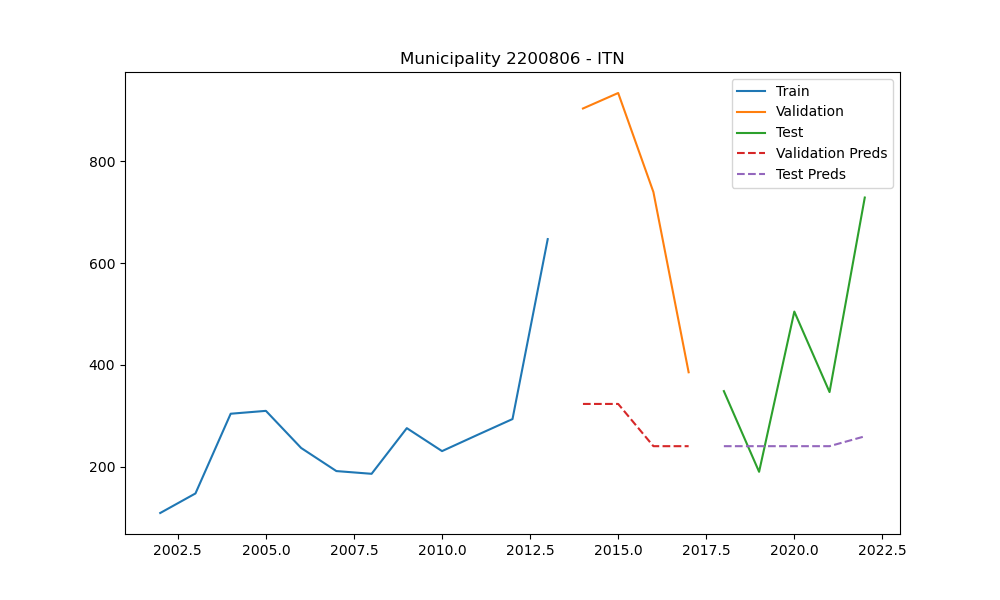 Municipality 2200806 - ITN
Train
Validation
Test
Validation Preds
Test Preds
800
600
400
200
2002.5 2005.0 2007.5 2010.0 2012.5 2015.0 2017.5 2020.0 2022.5